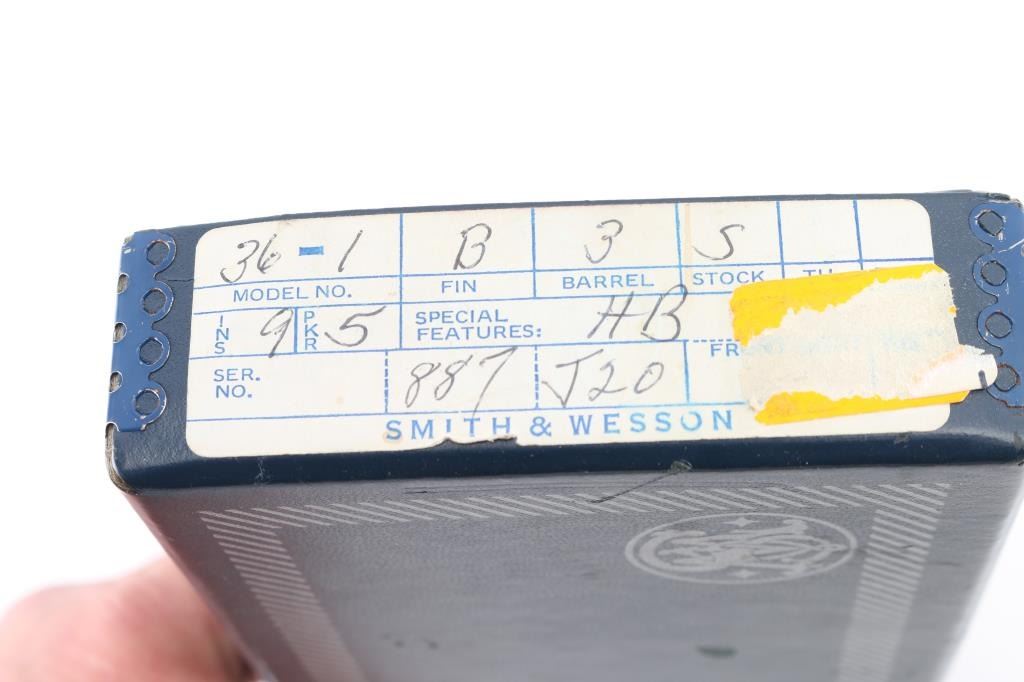 36-1 B 3 S
MODEL NO. FIN BARREL STOCK
INS 9 PKR 5 SPECIAL FEATURES: HB
SER. NO. 887 J20
SMITH & WESSON